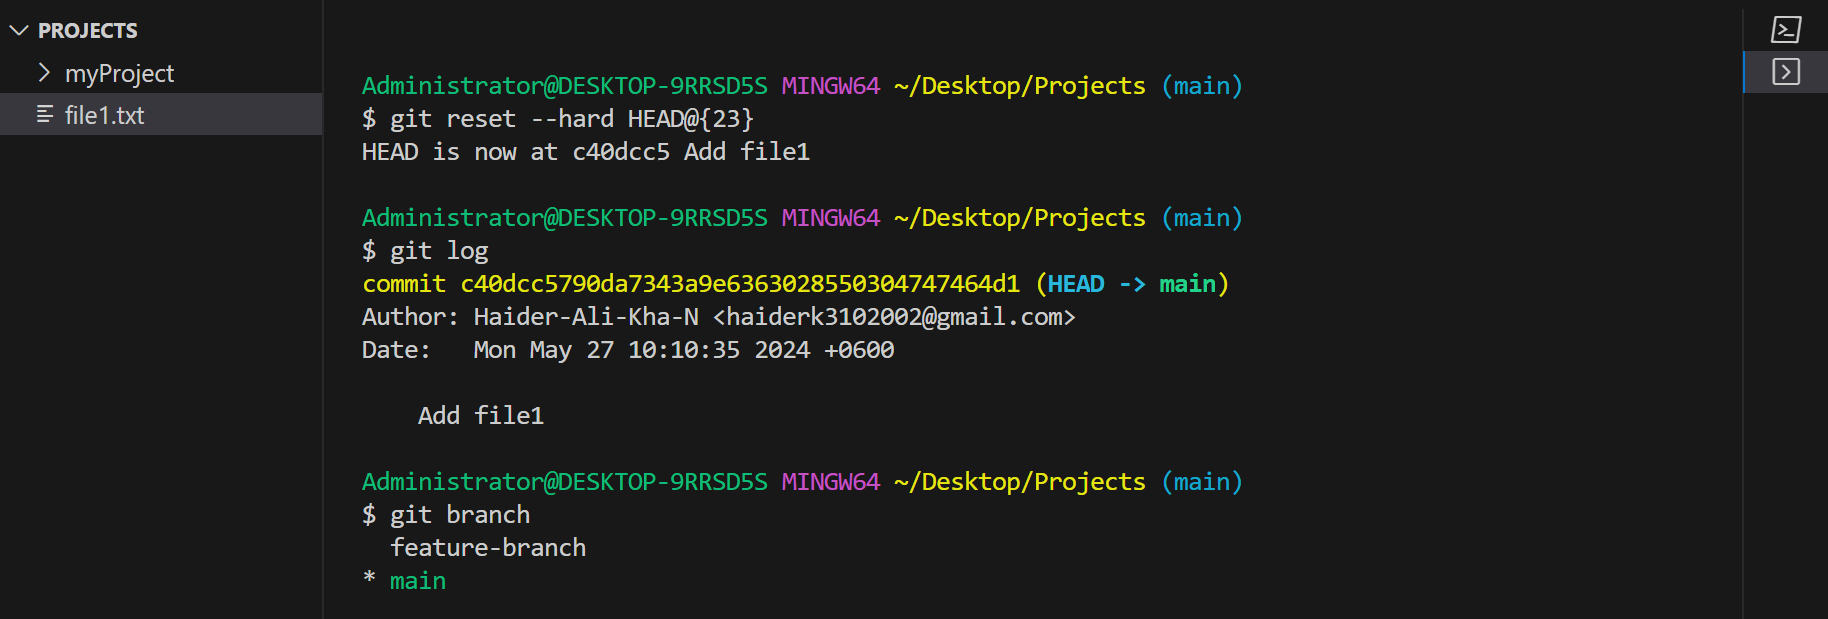 PROJECTS
myProject
file1.txt
Administrator@DESKTOP-9RRSD5S MINGW64 ~/Desktop/Projects (main)
$ git reset --hard HEAD@{23}
HEAD is now at c40dcc5 Add file1
Administrator@DESKTOP-9RRSD5S MINGW64 ~/Desktop/Projects (main)
$ git log
commit c40dcc5790da7343a9e63630285503047​47464d1 (HEAD -> main)
Author: Haider-Ali-Kha-N <haiderk3102002@gmail.com>
Date:   Mon May 27 10:10:35 2024 +0600
    Add file1
Administrator@DESKTOP-9RRSD5S MINGW64 ~/Desktop/Projects (main)
$ git branch
  feature-branch
* main